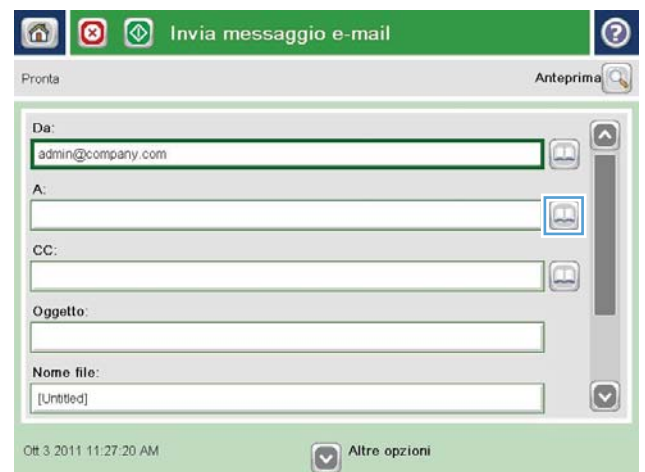 Invia messaggio e-mail
Pronta Anteprima
Da:
admin@company.com
A:
CC:
Oggetto:
Nome file:
[Untitled]
Ott 3 2011 11:27:20 AM Altre opzioni